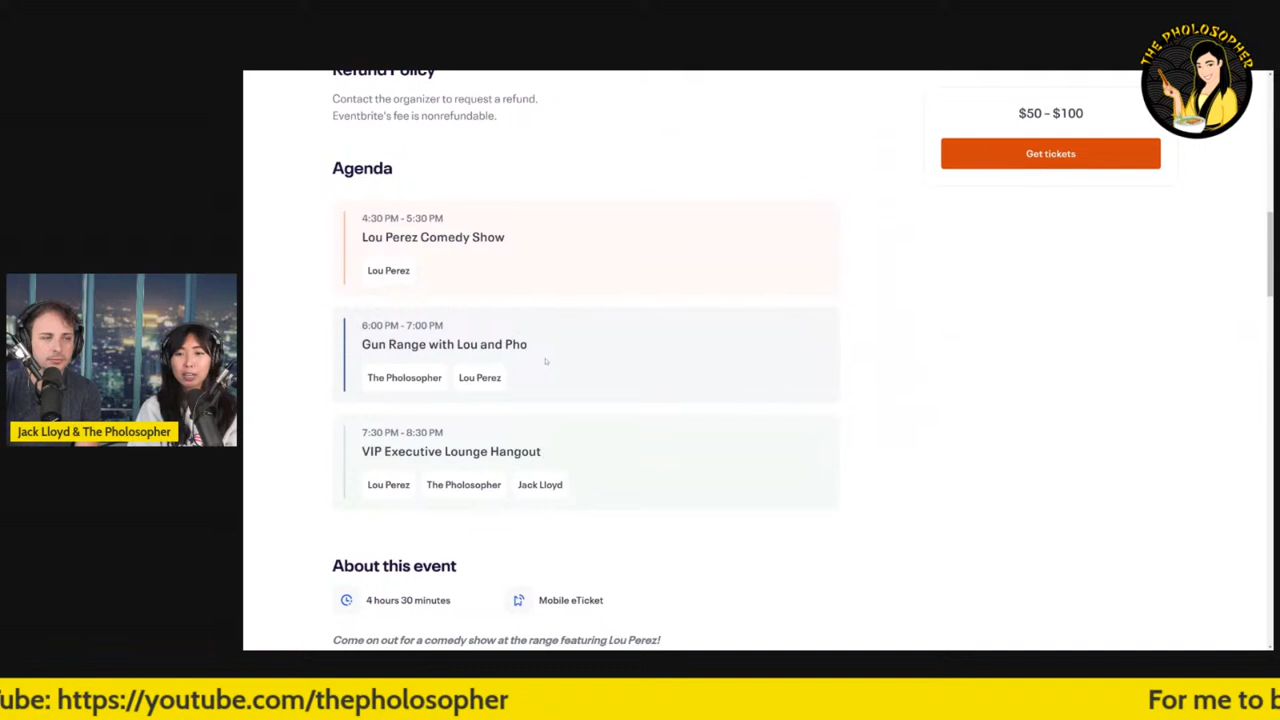 THE PHOLOSOPHER
Refund Policy
Contact the organizer to request a refund.
Eventbrite's fee is nonrefundable.
$50 – $100
Get tickets
Agenda
4:30 PM - 5:30 PM
Lou Perez Comedy Show
Lou Perez
6:00 PM - 7:00 PM
Gun Range with Lou and Pho
The Pholosopher Lou Perez
7:30 PM - 8:30 PM
VIP Executive Lounge Hangout
Lou Perez The Pholosopher Jack Lloyd
Jack Lloyd & The Pholosopher
About this event
4 hours 30 minutes Mobile eTicket
Come on out for a comedy show at the range featuring Lou Perez!
ube: https://youtube.com/thepholosopher For me to b